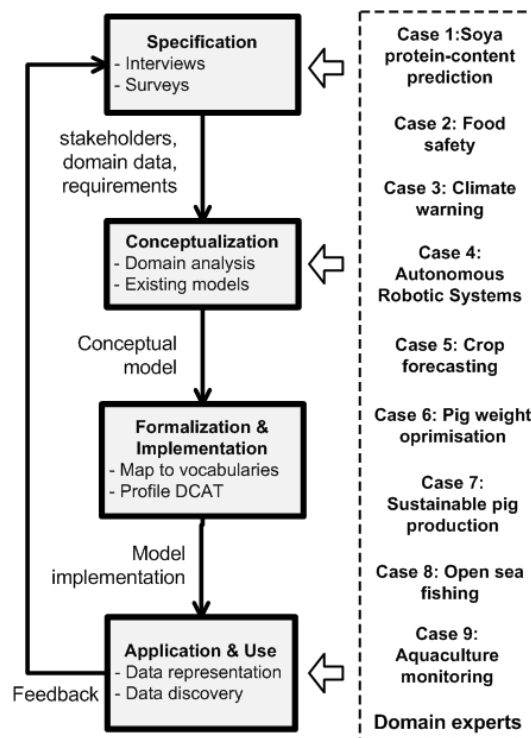 Specification
- Interviews
- Surveys
stakeholders,
domain data,
requirements
Conceptualization
- Domain analysis
- Existing models
Conceptual
model
Formalization &
Implementation
- Map to vocabularies
- Profile DCAT
Model
implementation
Application & Use
- Data representation
- Data discovery
Feedback
Case 1:Soya
protein-content
prediction
Case 2: Food
safety
Case 3: Climate
warning
Case 4:
Autonomous
Robotic Systems
Case 5: Crop
forecasting
Case 6: Pig weight
oprimisation
Case 7:
Sustainable pig
production
Case 8: Open sea
fishing
Case 9:
Aquaculture
monitoring
Domain experts